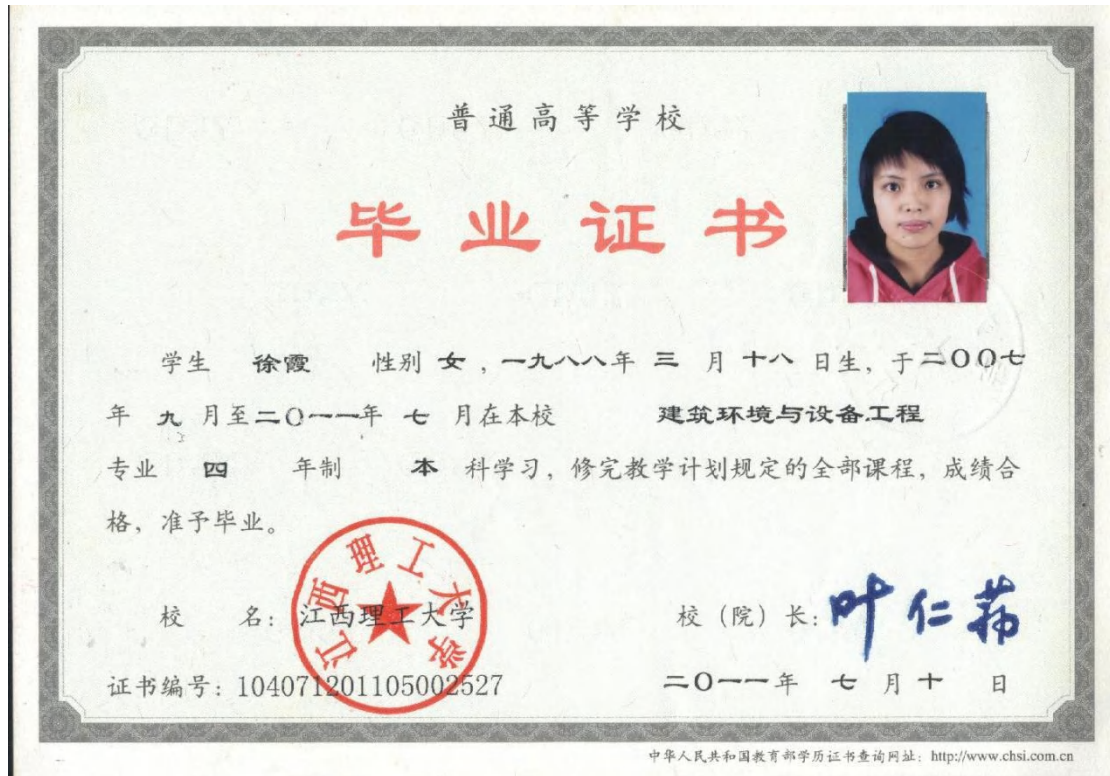 普通高等学校
毕业证书
学生 徐霞 性别 女 ，一九八八年 三 月 十八 日生，于二〇〇七
年 九 月至二〇一一年 七 月在本校 建筑环境与设备工程
专业 四 年制 本 科学习，修完教学计划规定的全部课程，成绩合
格，准予毕业。
江西理工大学
校 名：江西理工大学 校（院）长：叶仁荪
证书编号：104071201105002527 二〇一一年 七 月 十 日
中华人民共和国教育部学历证书查询网址：http://www.chsi.com.cn